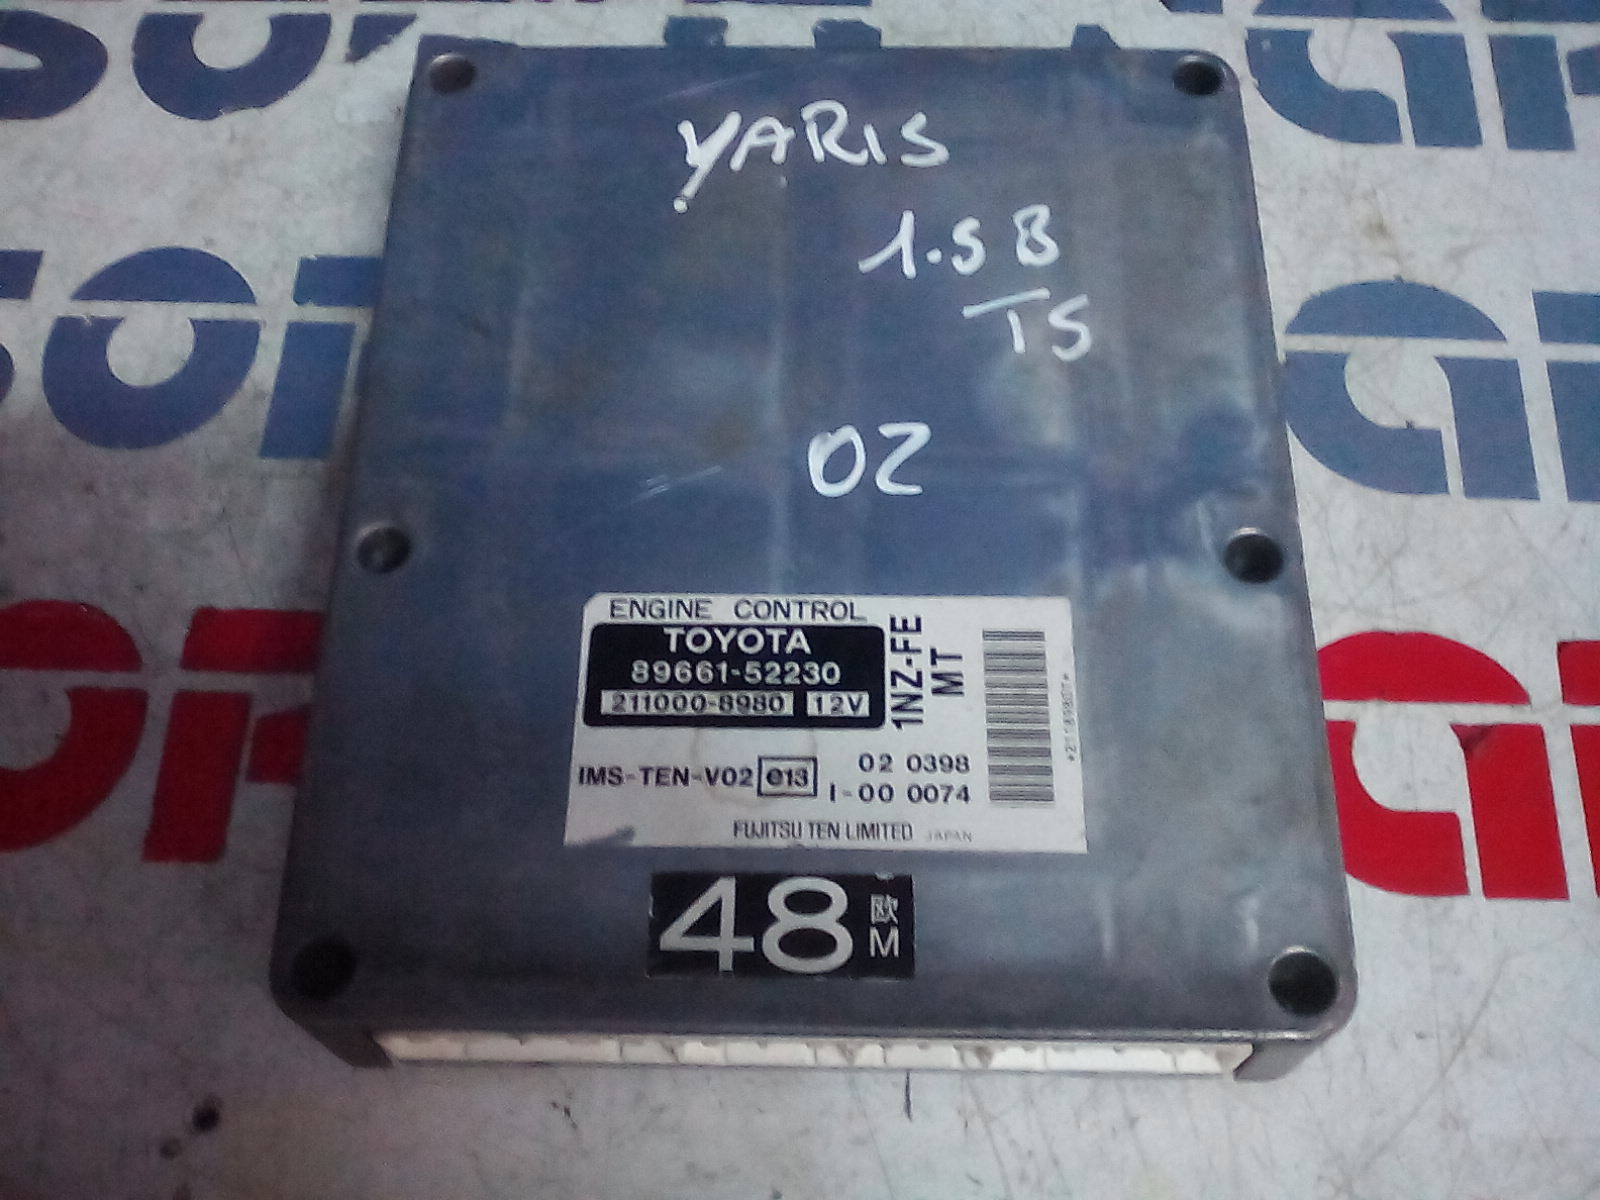 YARIS
1.5 B
TS
02
ENGINE CONTROL
TOYOTA
89661-52230
211000-8980 12V
1NZ-FE
MT
IMS-TEN-V02 e13 02 0398
I-00 0074
FUJITSU TEN LIMITED JAPAN
48 欧
M